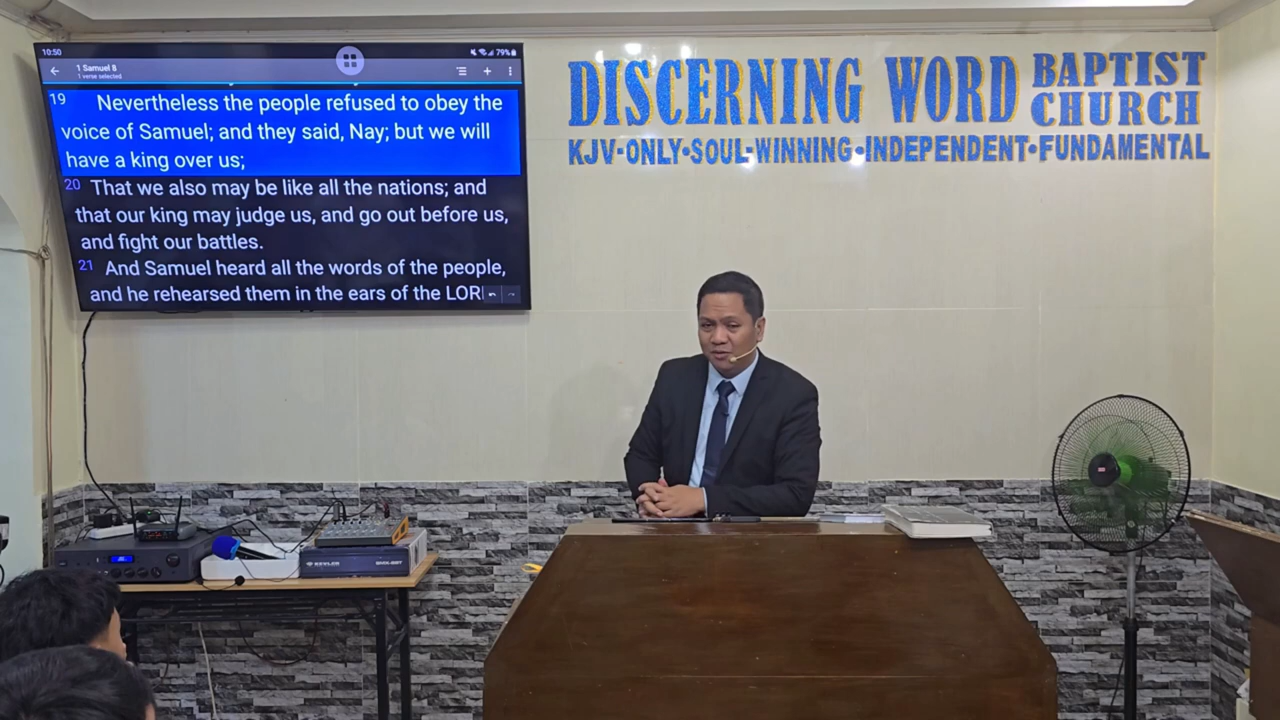 10:50
79%
1 Samuel 8
1 verse selected.
19 Nevertheless the people refused to obey the
voice of Samuel; and they said, Nay; but we will
have a king over us;
20 That we also may be like all the nations; and
that our king may judge us, and go out before us,
and fight our battles.
21 And Samuel heard all the words of the people,
and he rehearsed them in the ears of the LOR
DISCERNING WORD BAPTIST
CHURCH
KJV-ONLY•SOUL-WINNING•INDEPENDENT•FUNDAMENTAL
KEVLER